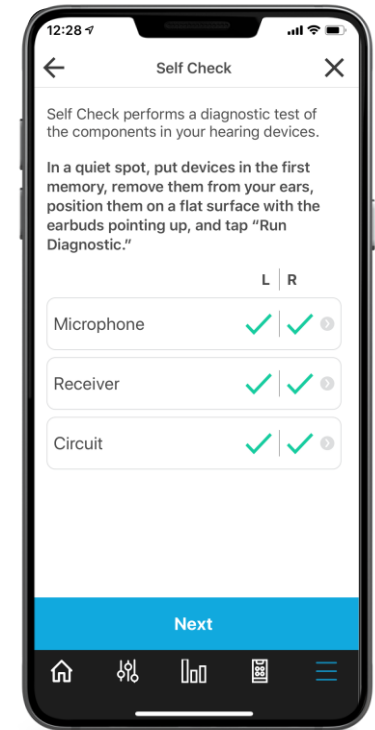 12:28
Self Check
Self Check performs a diagnostic test of
the components in your hearing devices.
In a quiet spot, put devices in the first
memory, remove them from your ears,
position them on a flat surface with the
earbuds pointing up, and tap “Run
Diagnostic.”
L R
Microphone
Receiver
Circuit
Next